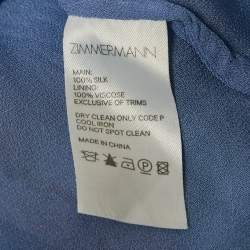 ZIMMERMANN
MAIN:
100% SILK
LINING:
100% VISCOSE
EXCLUSIVE OF TRIMS
DRY CLEAN ONLY CODE P
COOL IRON
DO NOT SPOT CLEAN
MADE IN CHINA
P